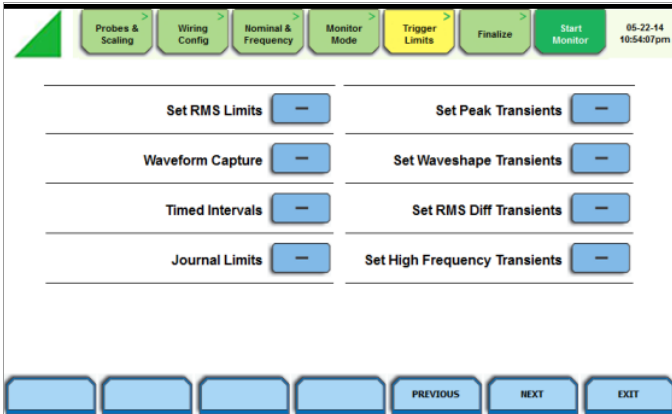 Probes &
Scaling
Wiring
Config
Nominal &
Frequency
Monitor
Mode
Trigger
Limits
Finalize
Start
Monitor
05-22-14
10:54:07pm
Set RMS Limits
Set Peak Transients
Waveform Capture
Set Waveshape Transients
Timed Intervals
Set RMS Diff Transients
Journal Limits
Set High Frequency Transients
PREVIOUS
NEXT
EXIT